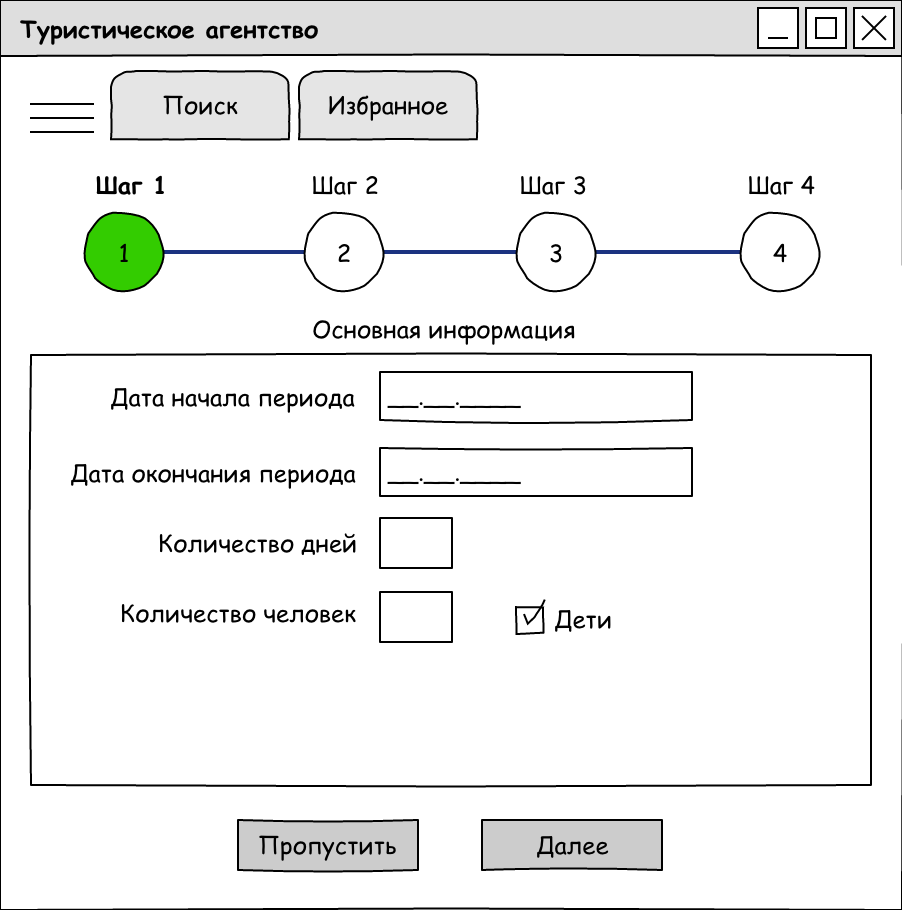 Туристическое агентство
Поиск
Избранное
Шаг 1
Шаг 2
Шаг 3
Шаг 4
1
2
3
4
Основная информация
Дата начала периода
__.__.____
Дата окончания периода
__.__.____
Количество дней
Количество человек
Дети
Пропустить
Далее